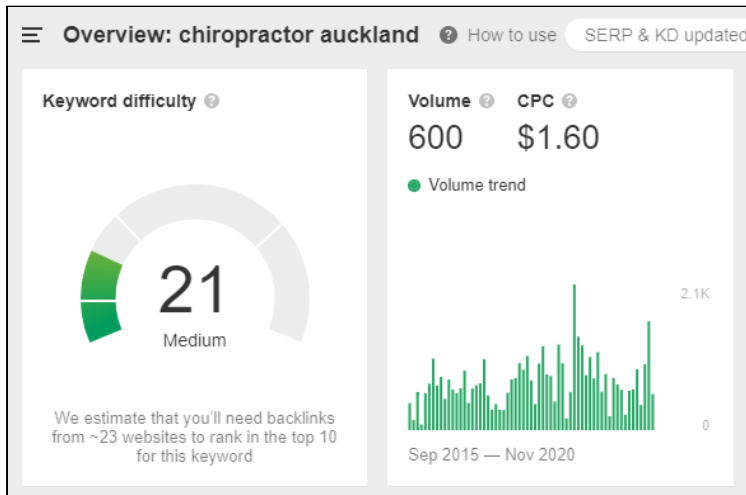 Overview: chiropractor auckland ? How to use SERP & KD updated
Keyword difficulty ?
21
Medium
We estimate that you'll need backlinks
from ~23 websites to rank in the top 10
for this keyword
Volume ? CPC ?
600 $1.60
Volume trend
2.1K
0
Sep 2015 — Nov 2020